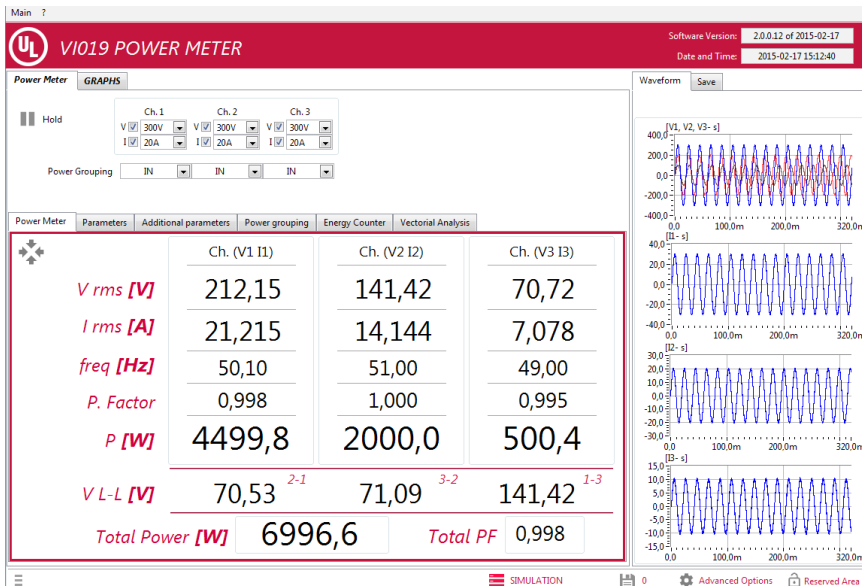 Main ?
UL VI019 POWER METER
Software Version: 2.0.0.12 of 2015-02-17
Date and Time: 2015-02-17 15:12:40
Power Meter GRAPHS
Waveform Save
Hold
Ch. 1 Ch. 2 Ch. 3
V 300V V 300V V 300V
I 20A I 20A I 20A
Power Grouping IN IN IN
Power Meter Parameters Additional parameters Power grouping Energy Counter Vectorial Analysis
Ch. (V1 I1) Ch. (V2 I2) Ch. (V3 I3)
V rms [V] 212,15 141,42 70,72
I rms [A] 21,215 14,144 7,078
freq [Hz] 50,10 51,00 49,00
P. Factor 0,998 1,000 0,995
P [W] 4499,8 2000,0 500,4
V L-L [V] 70,53 2-1 71,09 3-2 141,42 1-3
Total Power [W] 6996,6 Total PF 0,998
[V1, V2, V3- s]
400,0
200,0
0,0
-200,0
-400,0
0,0 100,0m 200,0m 320,0m
[I1- s]
40,0
20,0
0,0
-20,0
-40,0
0,0 100,0m 200,0m 320,0m
[I2- s]
30,0
20,0
10,0
0,0
-10,0
-20,0
-30,0
0,0 100,0m 200,0m 320,0m
[I3- s]
15,0
10,0
5,0
0,0
-5,0
-10,0
-15,0
0,0 100,0m 200,0m 320,0m
SIMULATION 0 Advanced Options Reserved Area